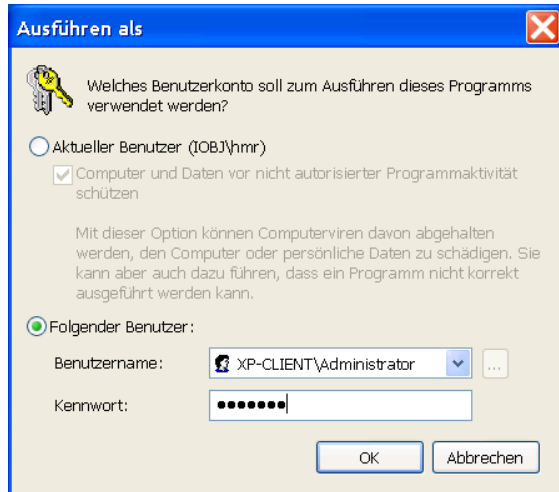 Ausführen als
Welches Benutzerkonto soll zum Ausführen dieses Programms
verwendet werden?
Aktueller Benutzer (IOBJ\hmr)
Computer und Daten vor nicht autorisierter Programmaktivität
schützen
Mit dieser Option können Computerviren davon abgehalten
werden, den Computer oder persönliche Daten zu schädigen. Sie
kann aber auch dazu führen, dass ein Programm nicht korrekt
ausgeführt werden kann.
Folgender Benutzer:
Benutzername: XP-CLIENT\Administrator ...
Kennwort: ●●●●●●●
OK Abbrechen